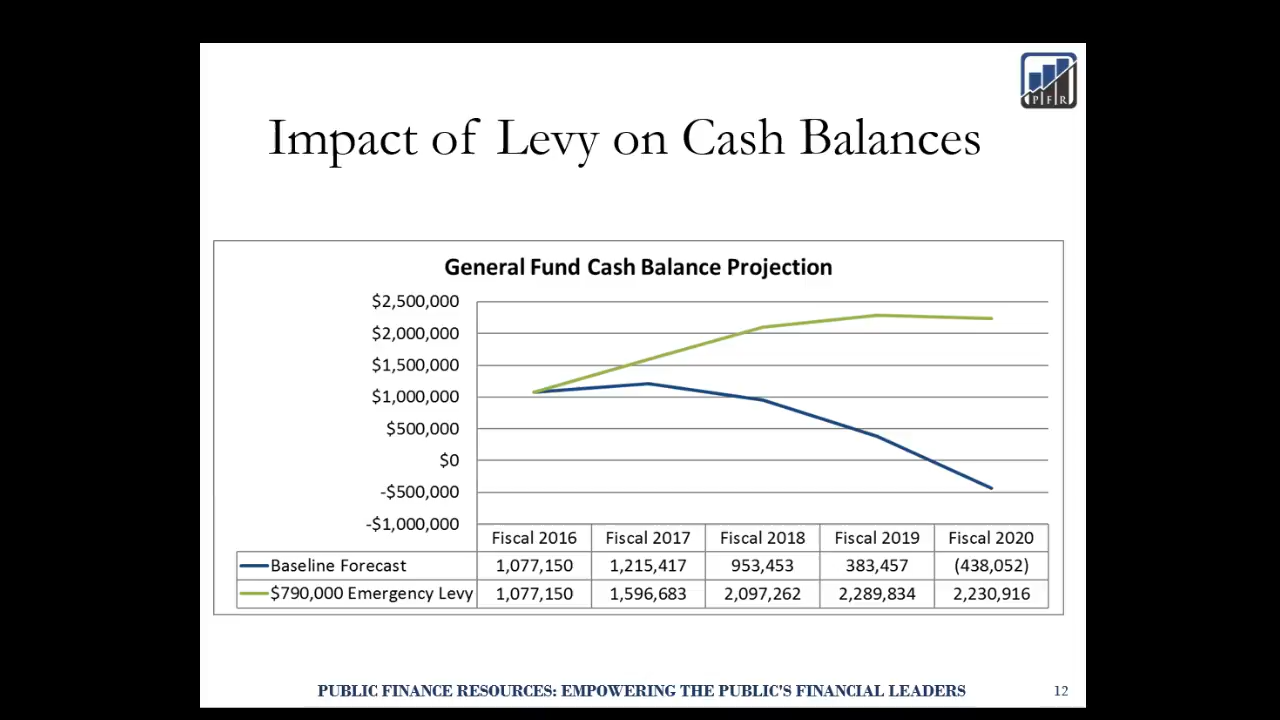 PFR
Impact of Levy on Cash Balances
General Fund Cash Balance Projection
$2,500,000
$2,000,000
$1,500,000
$1,000,000
$500,000
$0
-$500,000
-$1,000,000
Fiscal 2016 Fiscal 2017 Fiscal 2018 Fiscal 2019 Fiscal 2020
Baseline Forecast 1,077,150 1,215,417 953,453 383,457 (438,052)
$790,000 Emergency Levy 1,077,150 1,596,683 2,097,262 2,289,834 2,230,916
PUBLIC FINANCE RESOURCES: EMPOWERING THE PUBLIC'S FINANCIAL LEADERS 12